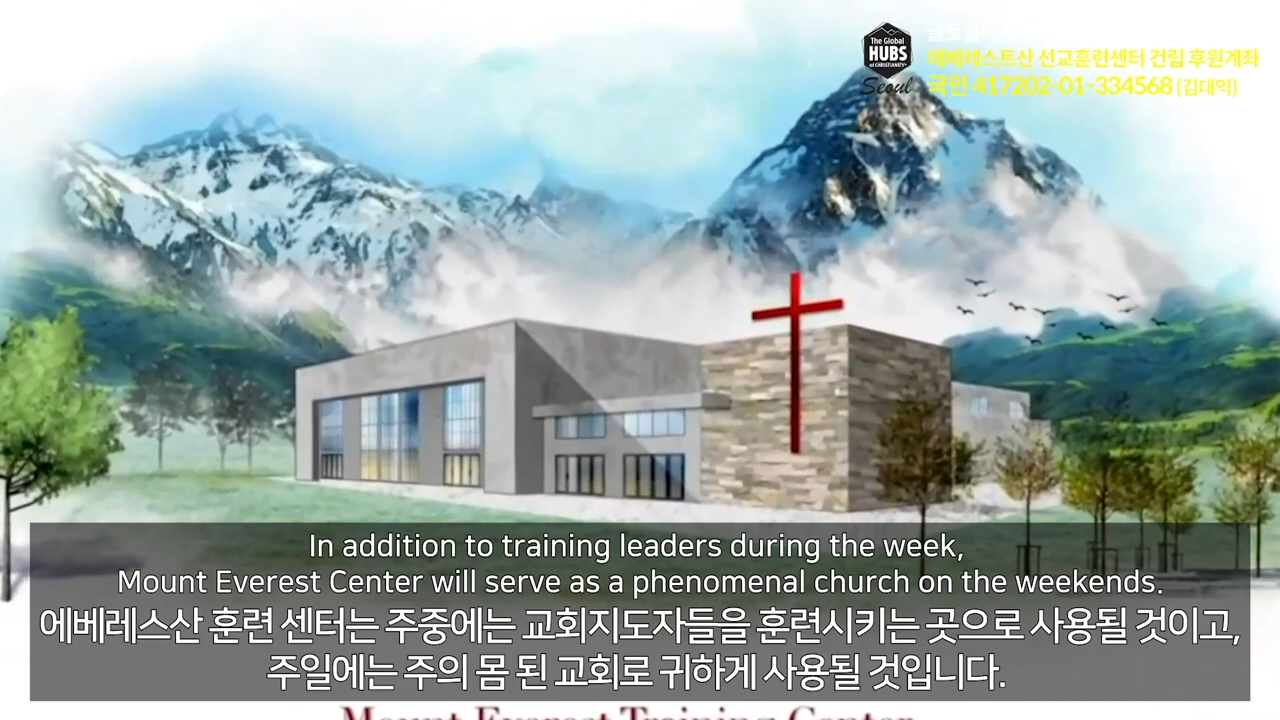 The Global
HUBS
of CHRISTIANITY
Seoul
에베레스트산 선교훈련센터 건립 후원계좌
국민 417202-01-334568 (김대익)
In addition to training leaders during the week,
Mount Everest Center will serve as a phenomenal church on the weekends.
에베레스산 훈련 센터는 주중에는 교회지도자들을 훈련시키는 곳으로 사용될 것이고,
주일에는 주의 몸 된 교회로 귀하게 사용될 것입니다.
Mount Everest Training Center